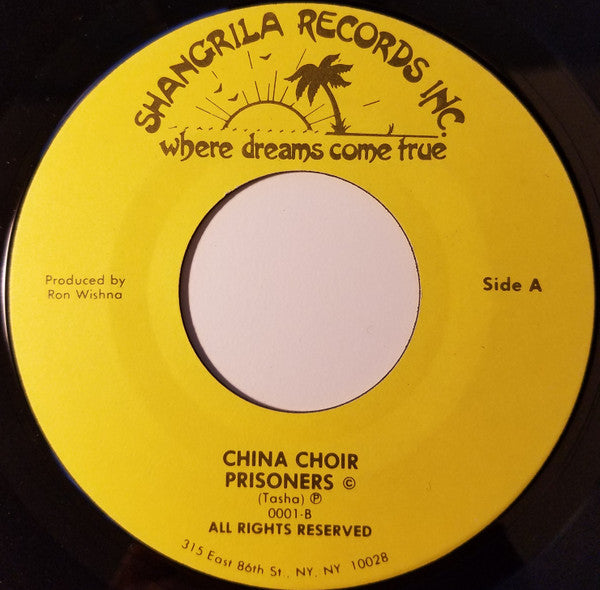 SHANGRILA RECORDS INC.
where dreams come true
Produced by
Ron Wishna
Side A
CHINA CHOIR
PRISONERS ©
(Tasha) ℗
0001-B
ALL RIGHTS RESERVED
315 East 86th St., NY, NY 10028